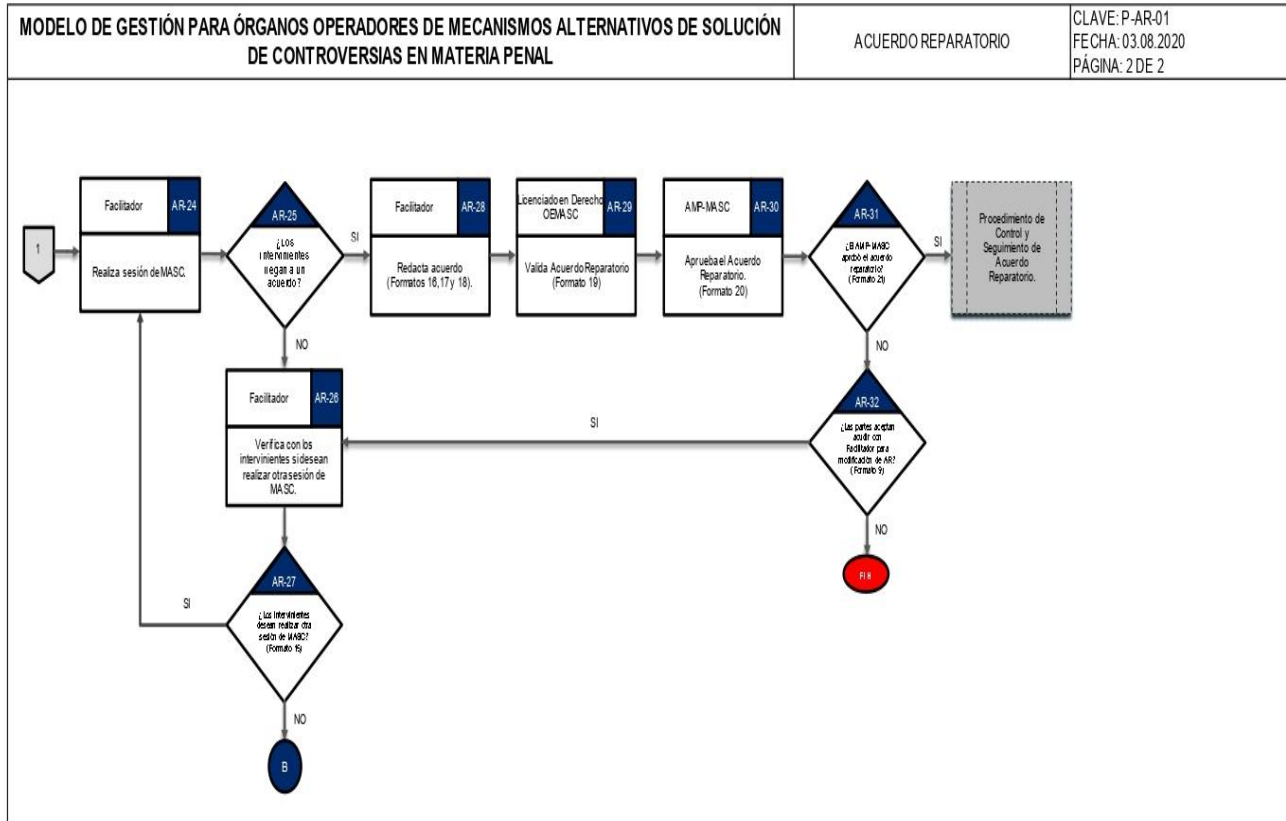 MODELO DE GESTIÓN PARA ÓRGANOS OPERADORES DE MECANISMOS ALTERNATIVOS DE SOLUCIÓN
DE CONTROVERSIAS EN MATERIA PENAL
ACUERDO REPARATORIO
CLAVE: P-AR-01
FECHA: 03.08.2020
PÁGINA: 2 DE 2
1
Facilitador
AR-24
Realiza sesión de MASC.
AR-25
¿Los
intervinientes
llegan a un
acuerdo?
SI
NO
Facilitador
AR-28
Redacta acuerdo
(Formatos 16, 17 y 18).
Licenciado en Derecho
OEMASC
AR-29
Valida Acuerdo Reparatorio
(Formato 19)
AMP-MASC
AR-30
Aprueba el Acuerdo
Reparatorio.
(Formato 20)
AR-31
¿El AMP-MASC
aprobó el acuerdo
reparatorio?
(Formato 21)
SI
NO
Procedimiento de
Control y
Seguimiento de
Acuerdo
Reparatorio.
Facilitador
AR-26
Verifica con los
intervinientes si desean
realizar otra sesión de
MASC.
SI
AR-32
¿Las partes aceptan
acudir con
Facilitador para
modificación de AR?
(Formato 9)
NO
FIN
AR-27
¿Los intervinientes
desean realizar otra
sesión de MASC?
(Formato 15)
SI
NO
B